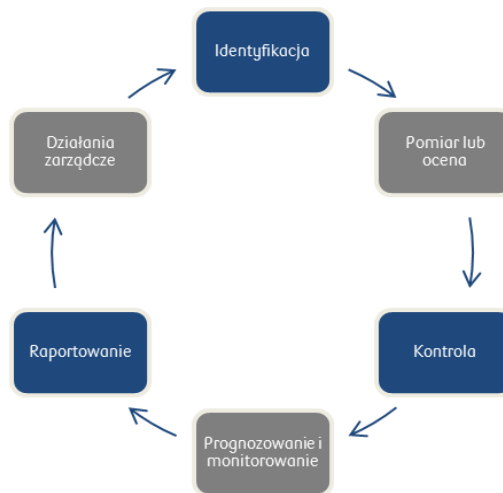 Identyfikacja
Pomiar lub
ocena
Kontrola
Prognozowanie i
monitorowanie
Raportowanie
Działania
zarządcze